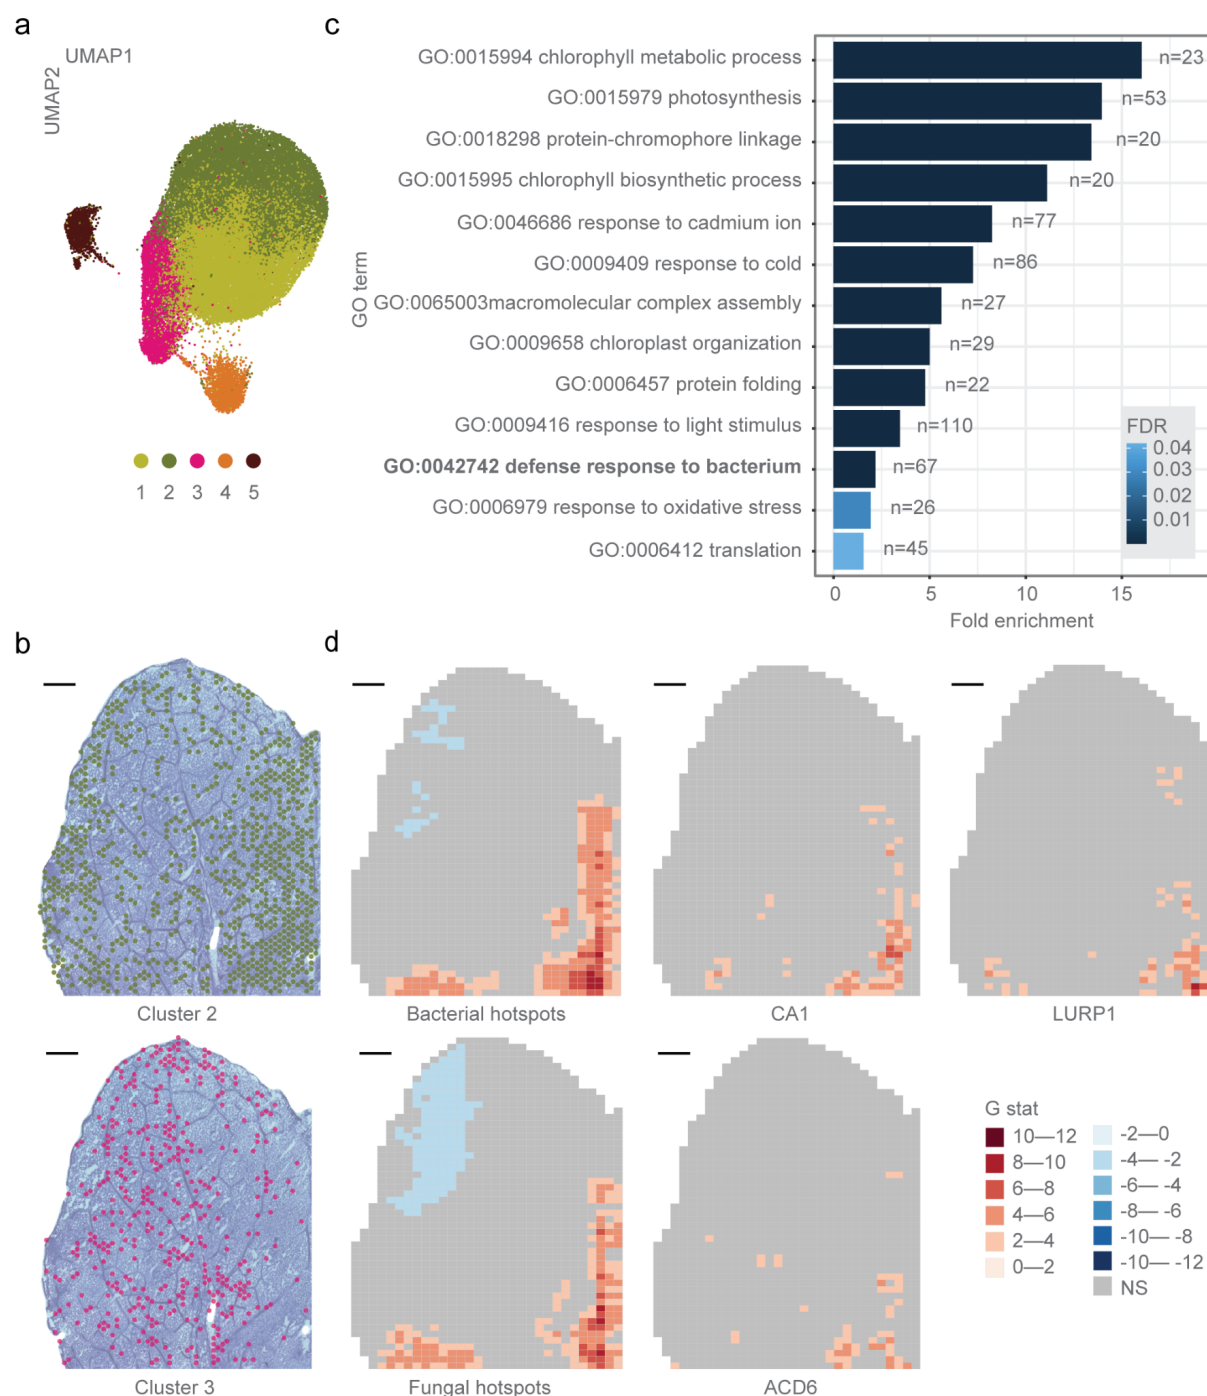 a
UMAP1
UMAP2
1 2 3 4 5
c
GO term
GO:0015994 chlorophyll metabolic process n=23
GO:0015979 photosynthesis n=53
GO:0018298 protein-chromophore linkage n=20
GO:0015995 chlorophyll biosynthetic process n=20
GO:0046686 response to cadmium ion n=77
GO:0009409 response to cold n=86
GO:0065003macromolecular complex assembly n=27
GO:0009658 chloroplast organization n=29
GO:0006457 protein folding n=22
GO:0009416 response to light stimulus n=110
GO:0042742 defense response to bacterium n=67
GO:0006979 response to oxidative stress n=26
GO:0006412 translation n=45
FDR
0.04
0.03
0.02
0.01
0 5 10 15
Fold enrichment
b
Cluster 2
Cluster 3
d
Bacterial hotspots
CA1
LURP1
Fungal hotspots
ACD6
G stat
10—12
8—10
6—8
4—6
2—4
0—2
-2—0
-4— -2
-6— -4
-8— -6
-10— -8
-10— -12
NS